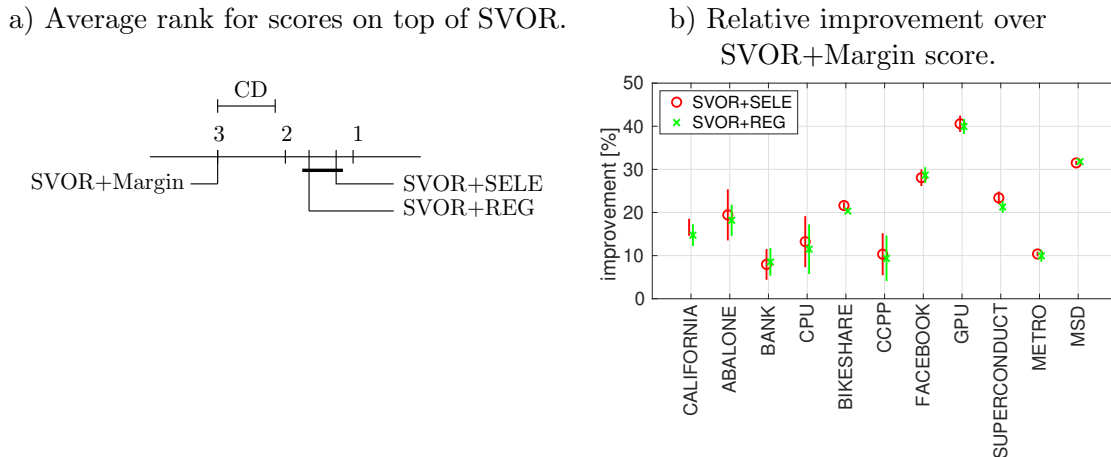 a) Average rank for scores on top of SVOR.
CD
3 2 1
SVOR+Margin
SVOR+SELE
SVOR+REG
b) Relative improvement over
SVOR+Margin score.
SVOR+SELE
SVOR+REG
improvement [%]
50
40
30
20
10
0
CALIFORNIA
ABALONE
BANK
CPU
BIKESHARE
CCPP
FACEBOOK
GPU
SUPERCONDUCT
METRO
MSD